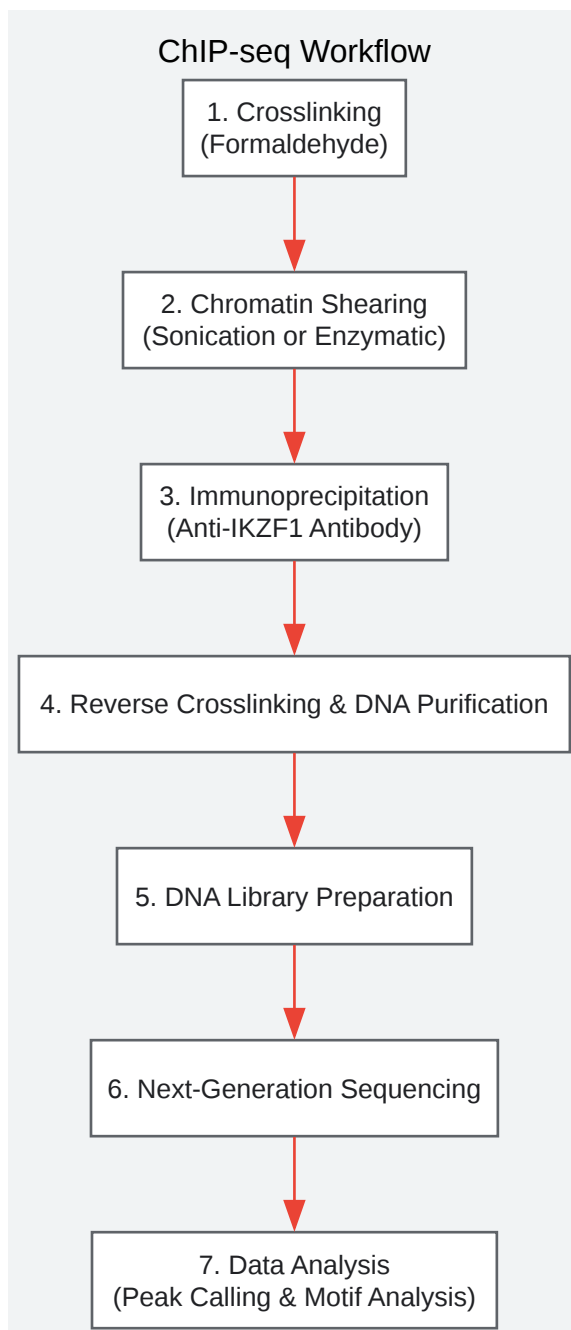 ChIP-seq Workflow
1. Crosslinking
(Formaldehyde)
2. Chromatin Shearing
(Sonication or Enzymatic)
3. Immunoprecipitation
(Anti-IKZF1 Antibody)
4. Reverse Crosslinking & DNA Purification
5. DNA Library Preparation
6. Next-Generation Sequencing
7. Data Analysis
(Peak Calling & Motif Analysis)